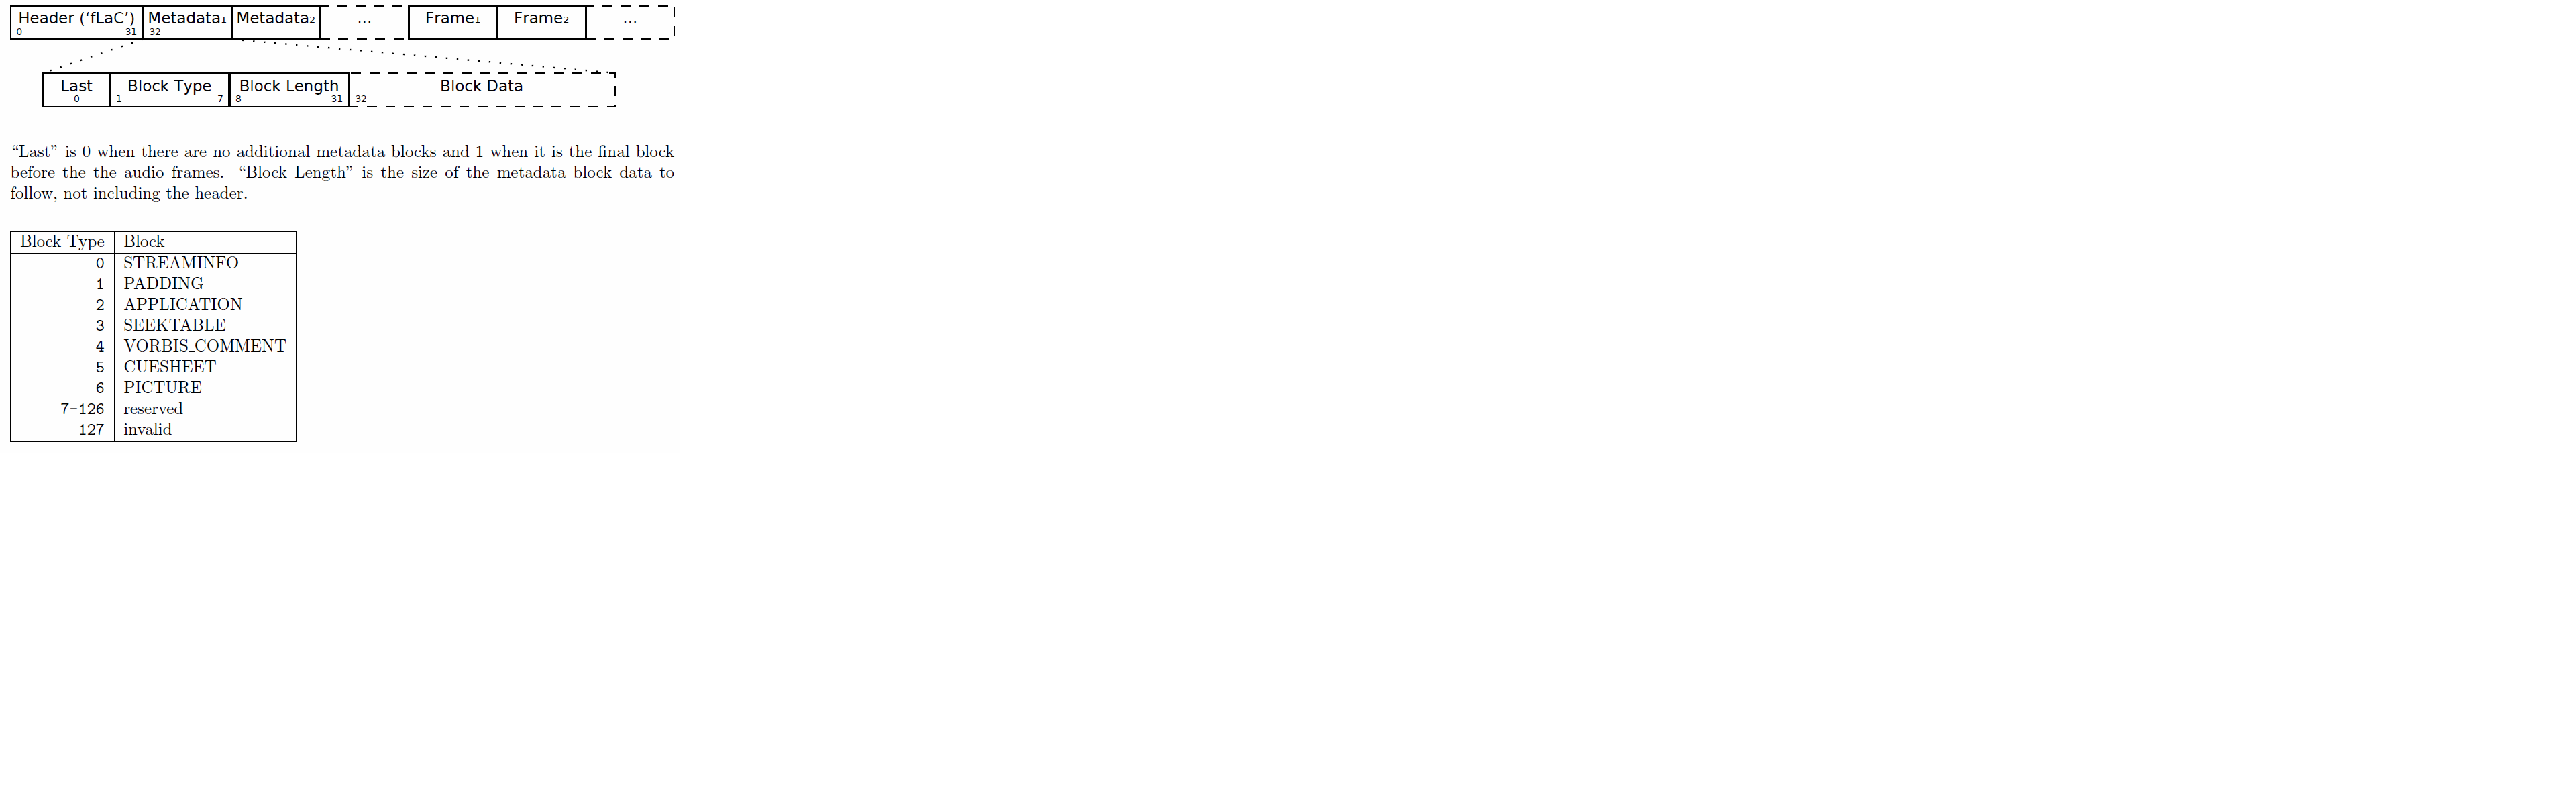 Header (‘fLaC’) Metadata₁ Metadata₂ ... Frame₁ Frame₂ ...
0 31 32
Last Block Type Block Length Block Data
0 1 7 8 31 32
“Last” is 0 when there are no additional metadata blocks and 1 when it is the final block
before the the audio frames. “Block Length” is the size of the metadata block data to
follow, not including the header.
Block Type Block
0 STREAMINFO
1 PADDING
2 APPLICATION
3 SEEKTABLE
4 VORBIS_COMMENT
5 CUESHEET
6 PICTURE
7-126 reserved
127 invalid